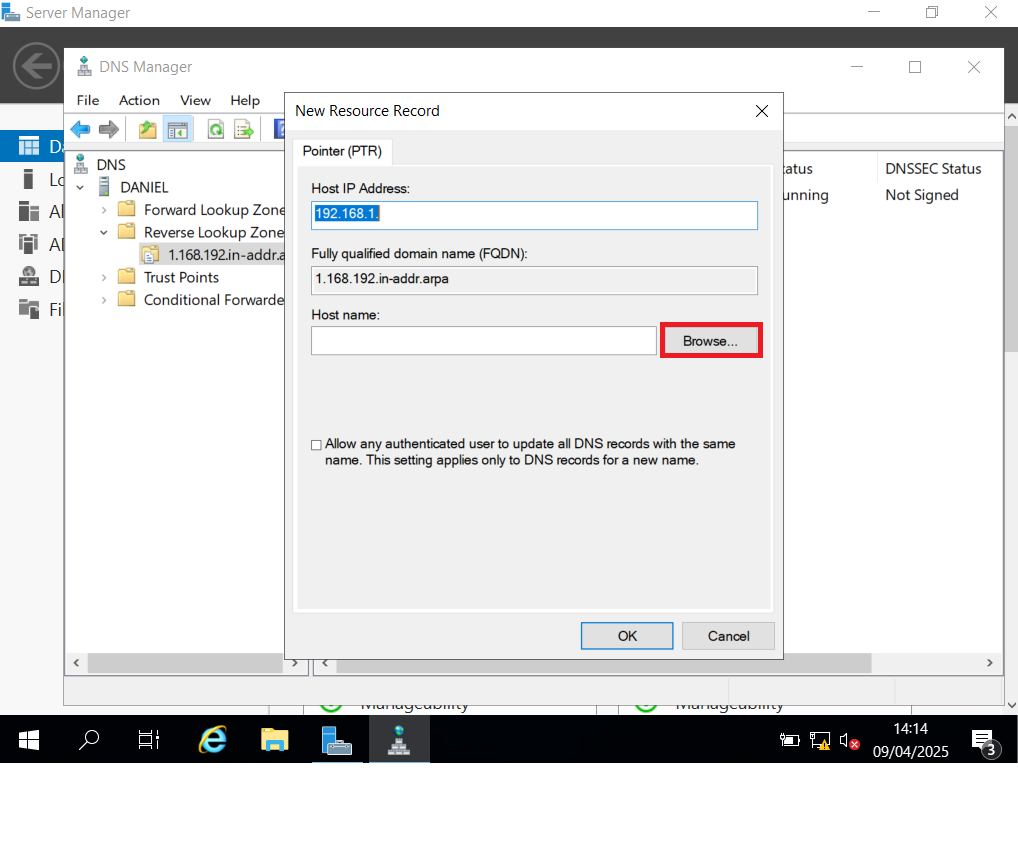 Server Manager
DNS Manager
File Action View Help
New Resource Record
Pointer (PTR)
DNS
DANIEL
Forward Lookup Zone
Reverse Lookup Zone
1.168.192.in-addr.a
Trust Points
Conditional Forwarde
Host IP Address:
192.168.1.
Fully qualified domain name (FQDN):
1.168.192.in-addr.arpa
Host name:
Browse...
Allow any authenticated user to update all DNS records with the same
name. This setting applies only to DNS records for a new name.
OK Cancel
tatus DNSSEC Status
unning Not Signed
Da
Lo
Al
Al
DI
Fil
Manageability Manageability
14:14
09/04/2025
3